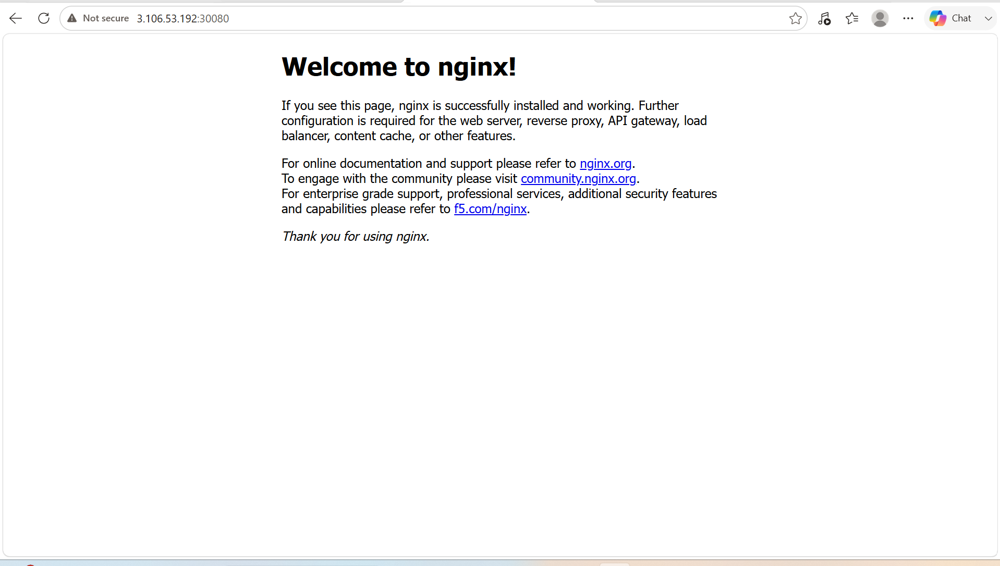 Not secure 3.106.53.192:30080
Chat
Welcome to nginx!
If you see this page, nginx is successfully installed and working. Further
configuration is required for the web server, reverse proxy, API gateway, load
balancer, content cache, or other features.
For online documentation and support please refer to nginx.org.
To engage with the community please visit community.nginx.org.
For enterprise grade support, professional services, additional security features
and capabilities please refer to f5.com/nginx.
Thank you for using nginx.